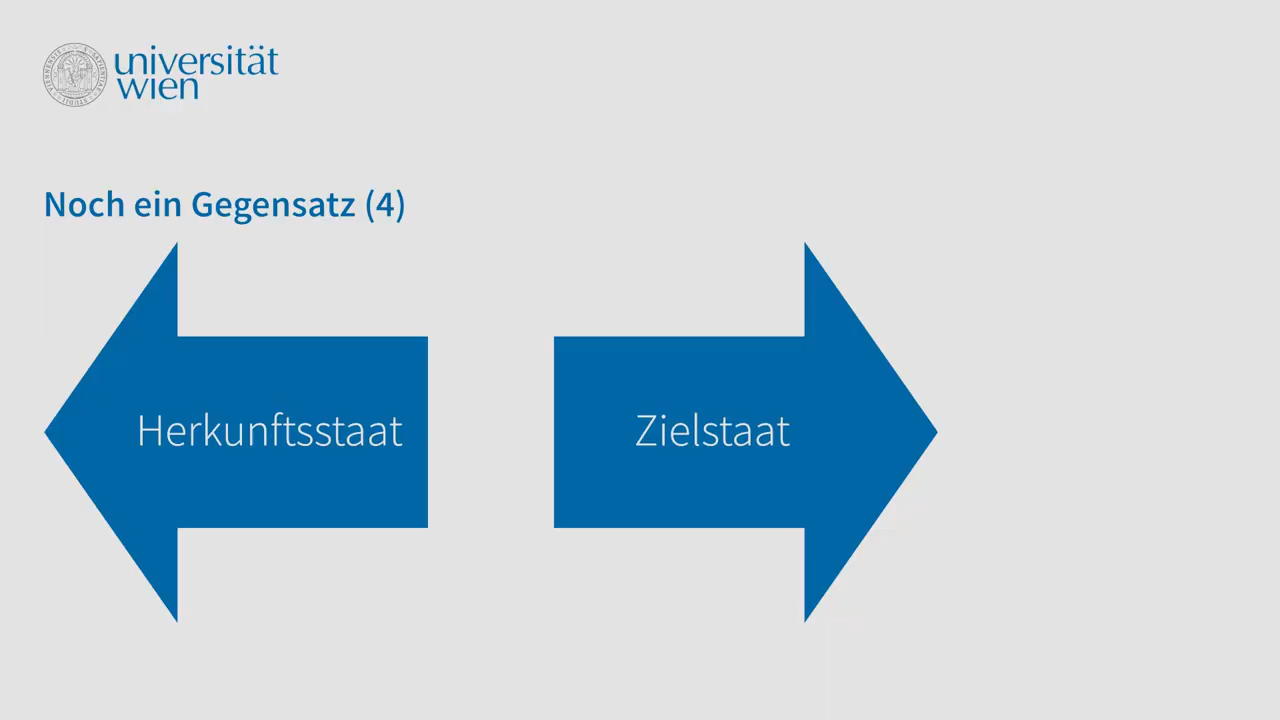 universität
wien
Noch ein Gegensatz (4)
Herkunftsstaat
Zielstaat